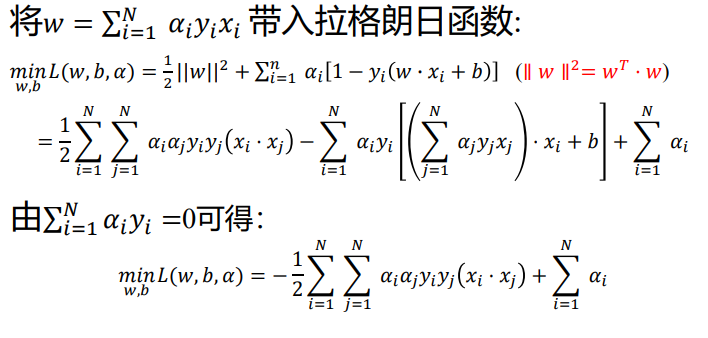 将w = ∑_{i=1}^{N} α_i y_i x_i 带入拉格朗日函数:
min_{w,b} L(w, b, α) = 1/2 ||w||² + ∑_{i=1}^{n} α_i[1 − y_i(w · x_i + b)] (‖ w ‖²= w^T · w)
= 1/2 ∑_{i=1}^{N} ∑_{j=1}^{N} α_i α_j y_i y_j(x_i · x_j) − ∑_{i=1}^{N} α_i y_i [(∑_{j=1}^{N} α_j y_j x_j) · x_i + b] + ∑_{i=1}^{N} α_i
由∑_{i=1}^{N} α_i y_i =0可得：
min_{w,b} L(w, b, α) = − 1/2 ∑_{i=1}^{N} ∑_{j=1}^{N} α_i α_j y_i y_j(x_i · x_j) + ∑_{i=1}^{N} α_i